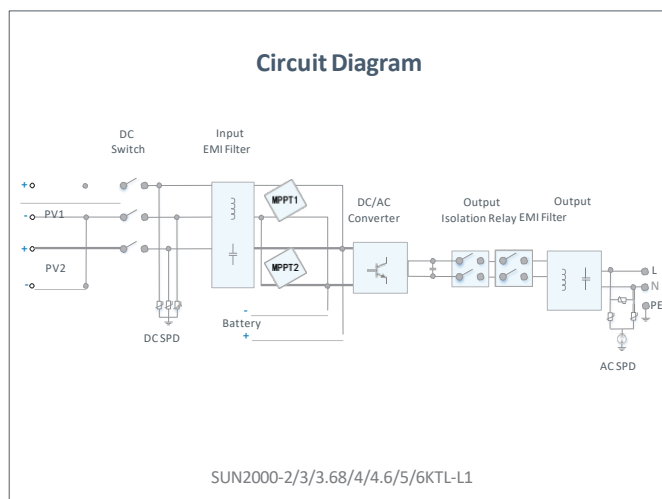 Circuit Diagram
DC
Switch
Input
EMI Filter
DC/AC
Converter
Output
Isolation Relay
Output
EMI Filter
+
PV1
-
+
PV2
-
MPPT1
MPPT2
Battery
-
+
DC SPD
L
N
PE
AC SPD
SUN2000-2/3/3.68/4/4.6/5/6KTL-L1